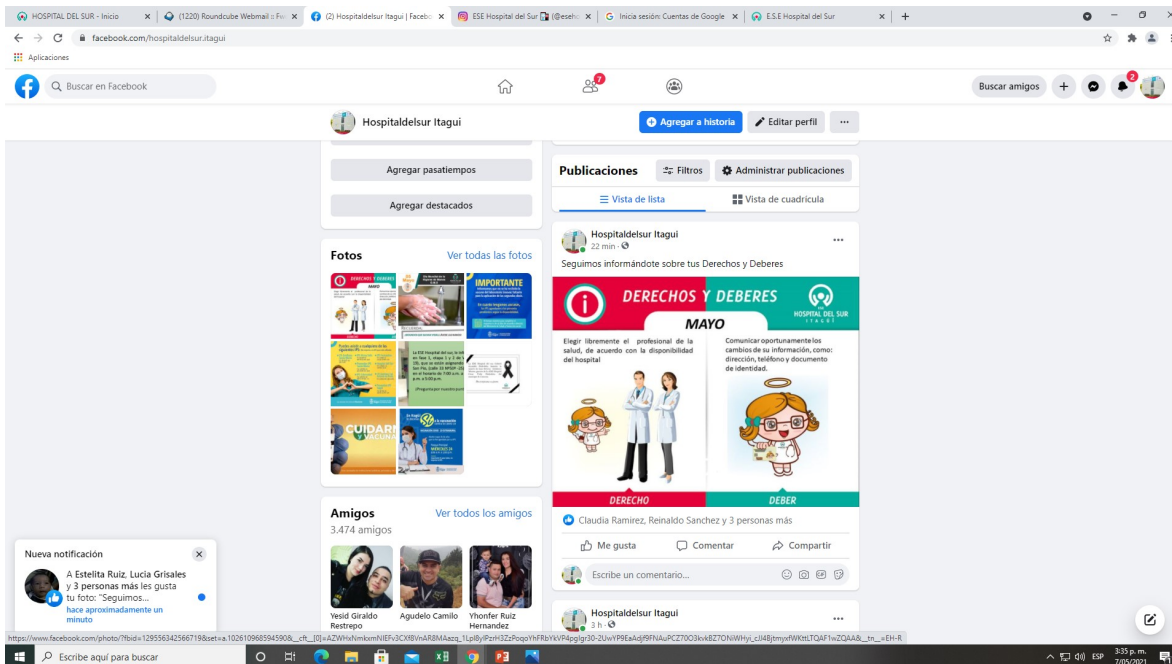 HOSPITAL DEL SUR - Inicio
(1220) Roundcube Webmail :: Fw:
(2) Hospitaldelsur Itagui | Facebo
ESE Hospital del Sur
Inicia sesión: Cuentas de Google
E.S.E Hospital del Sur
facebook.com/hospitaldelsur.itagui
Aplicaciones
Buscar en Facebook
7
Buscar amigos
2
Hospitaldelsur Itagui
Agregar a historia
Editar perfil
Agregar pasatiempos
Agregar destacados
Fotos
Ver todas las fotos
DERECHOS Y DEBERES
MAYO
IMPORTANTE
CUIDARN
Y VACUNA
Amigos
Ver todos los amigos
3.474 amigos
Yesid Giraldo
Restrepo
Agudelo Camilo
Yhonfer Ruiz
Hernandez
Publicaciones
Filtros
Administrar publicaciones
Vista de lista
Vista de cuadrícula
Hospitaldelsur Itagui
22 min
Seguimos informándote sobre tus Derechos y Deberes
DERECHOS Y DEBERES
HOSPITAL DEL SUR
ITAGÜÍ
MAYO
Elegir libremente el profesional de la
salud, de acuerdo con la disponibilidad
del hospital
Comunicar oportunamente los
cambios de su información, como:
dirección, teléfono y documento
de identidad.
DERECHO
DEBER
Claudia Ramirez, Reinaldo Sanchez y 3 personas más
Me gusta
Comentar
Compartir
Escribe un comentario...
Hospitaldelsur Itagui
3 h
Nueva notificación
A Estelita Ruiz, Lucia Grisales
y 3 personas más les gusta
tu foto: "Seguimos...
hace aproximadamente un
minuto
Escribe aquí para buscar
ESP
3:35 p. m.
7/05/2021